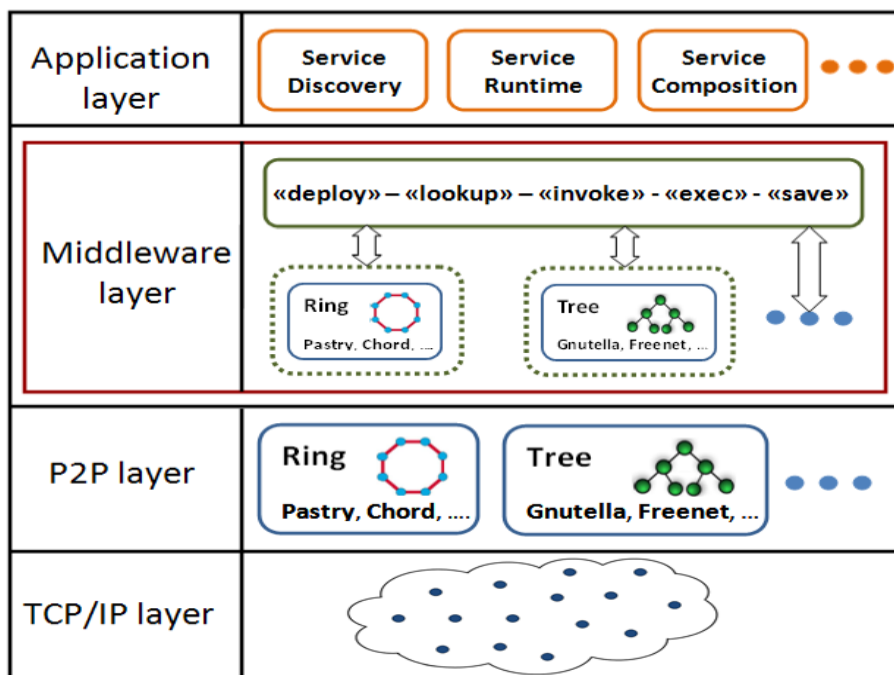 Application
layer
Service
Discovery
Service
Runtime
Service
Composition
Middleware
layer
«deploy» – «lookup» – «invoke» - «exec» - «save»
Ring
Pastry, Chord, ....
Tree
Gnutella, Freenet, ...
P2P layer
Ring
Pastry, Chord, ....
Tree
Gnutella, Freenet, ...
TCP/IP layer